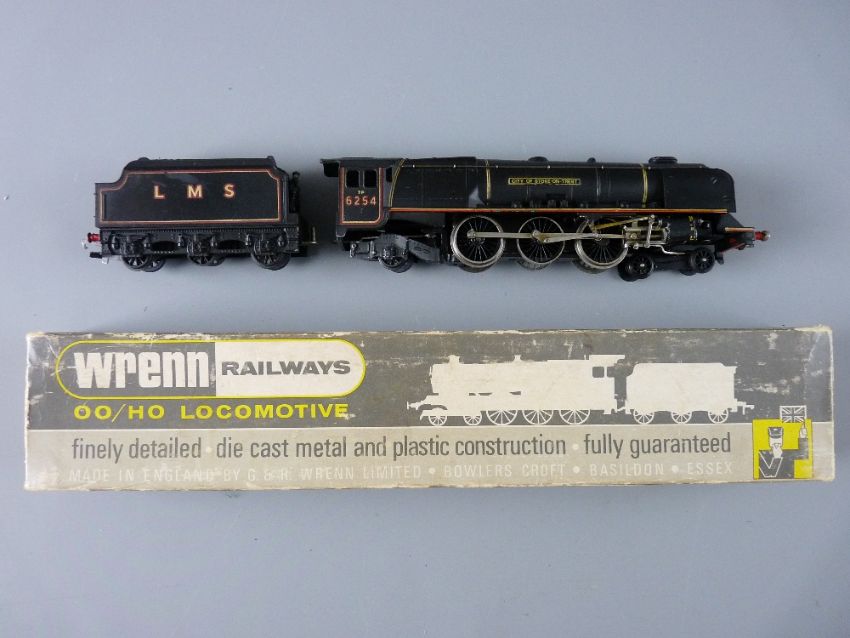 L M S
6254
CITY OF STOKE-ON-TRENT
wrenn RAILWAYS
OO/HO LOCOMOTIVE
finely detailed · die cast metal and plastic construction · fully guaranteed
MADE IN ENGLAND BY G. & R. WRENN LIMITED • BOWLERS CROFT • BASILDON • ESSEX